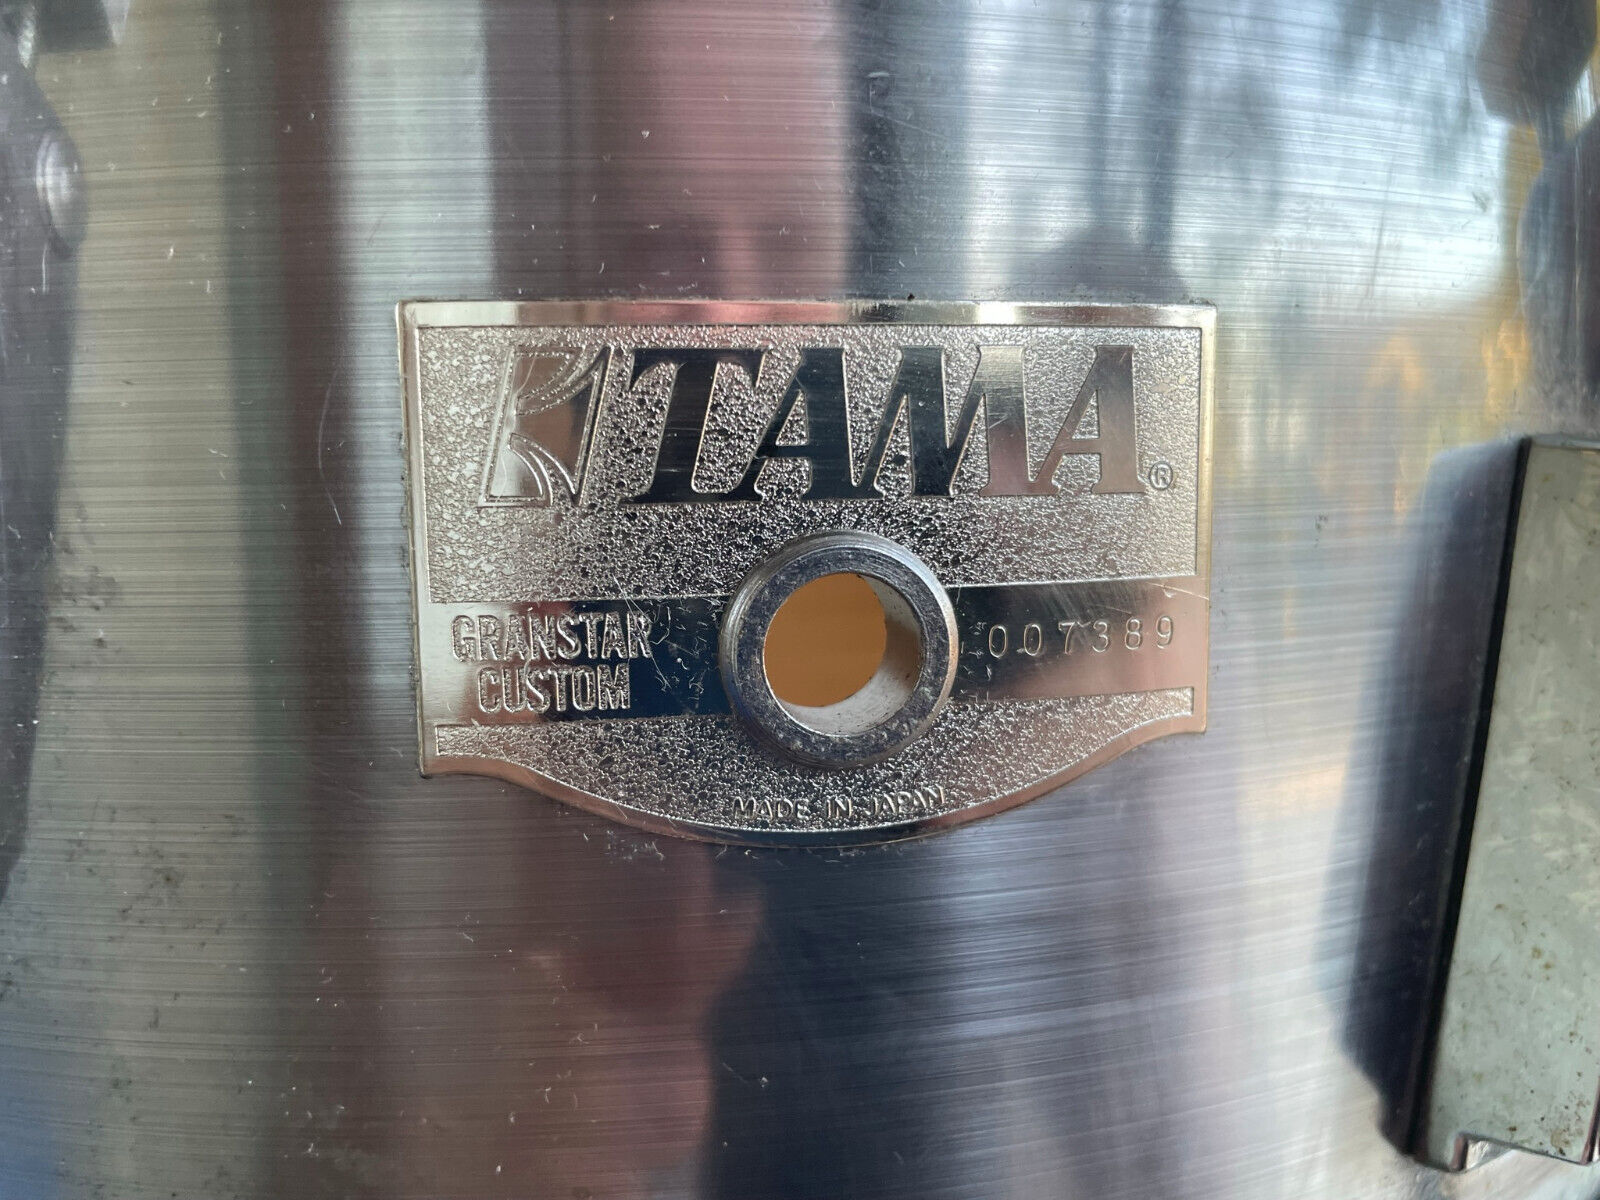 TAMA®
GRANSTAR
CUSTOM
007389
MADE IN JAPAN